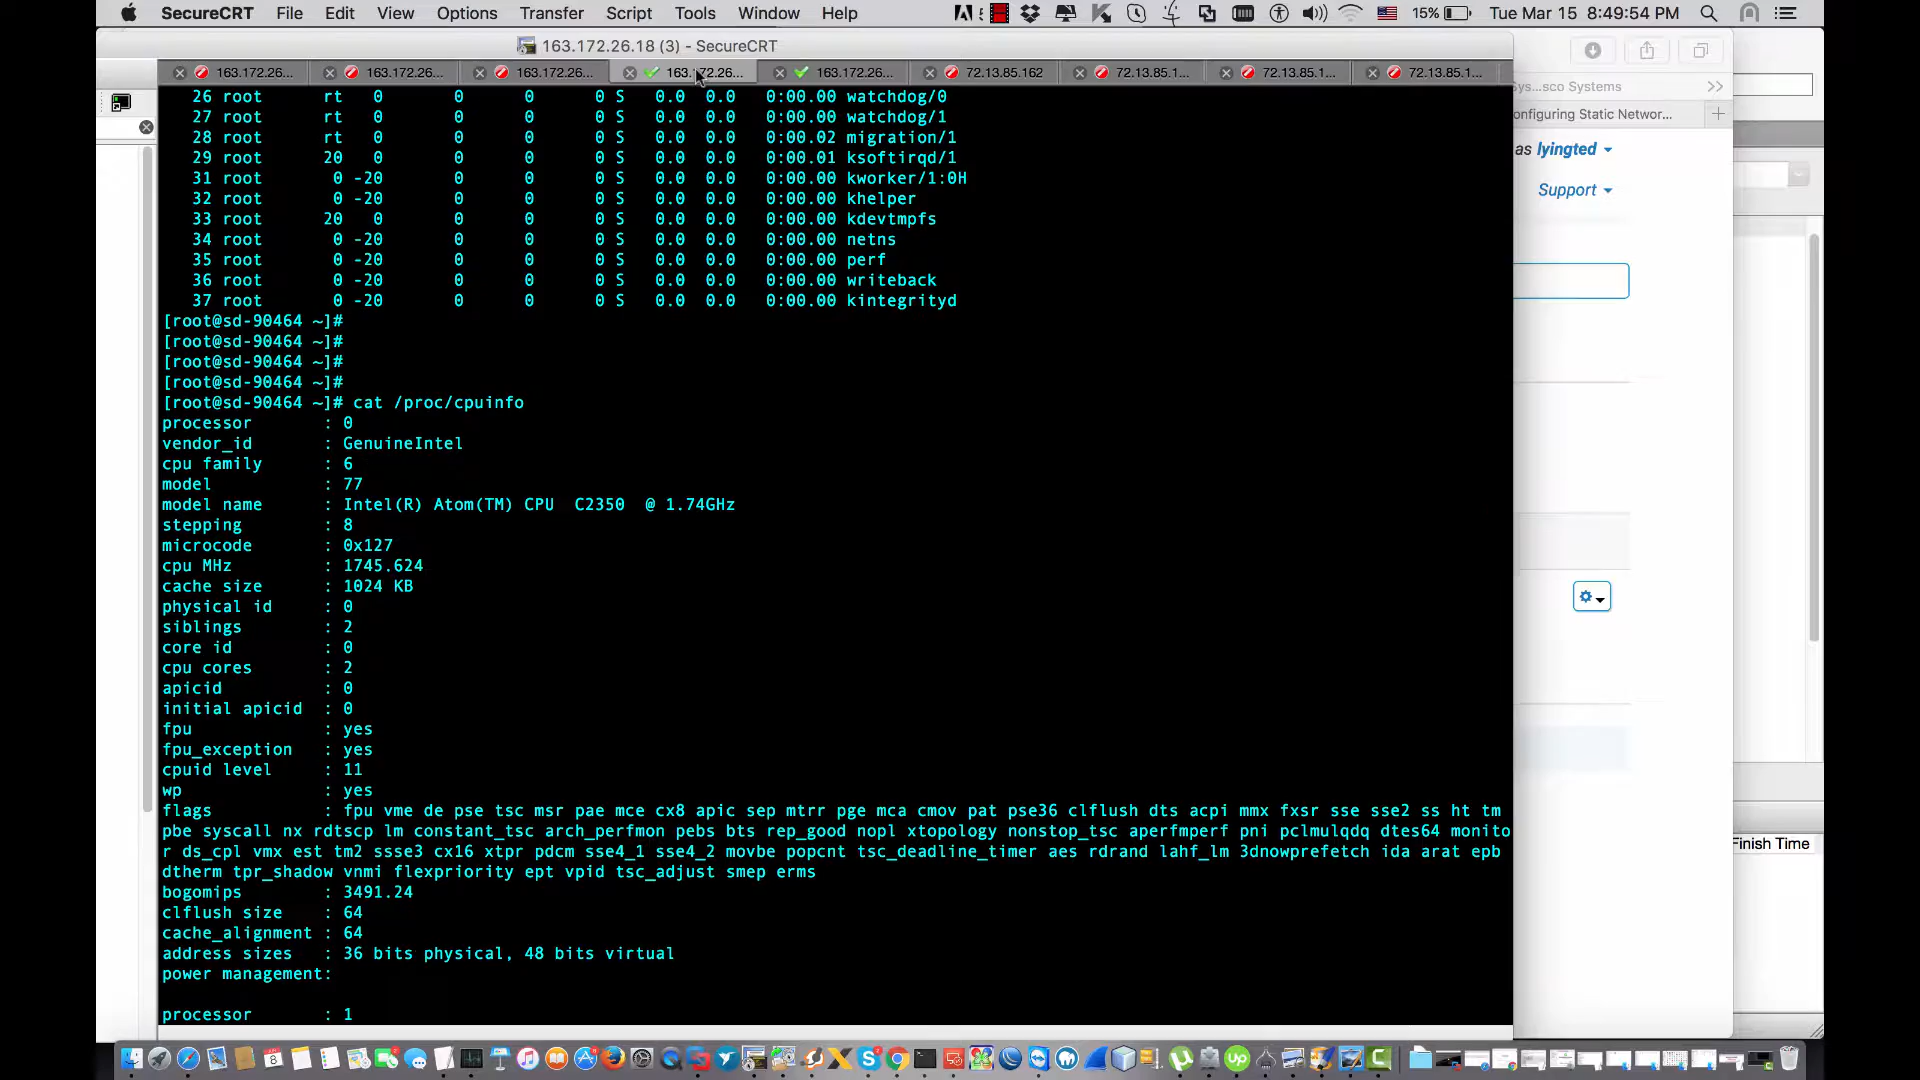 SecureCRT File Edit View Options Transfer Script Tools Window Help 15% Tue Mar 15 8:49:54 PM
163.172.26.18 (3) - SecureCRT
163.172.26... 163.172.26... 163.172.26... 163.172.26... 163.172.26... 72.13.85.162 72.13.85.1... 72.13.85.1... 72.13.85.1...
Sys...sco Systems
onfiguring Static Networ...
as lyingted
Support
Finish Time
26 root rt 0 0 0 0 S 0.0 0.0 0:00.00 watchdog/0
27 root rt 0 0 0 0 S 0.0 0.0 0:00.00 watchdog/1
28 root rt 0 0 0 0 S 0.0 0.0 0:00.02 migration/1
29 root 20 0 0 0 0 S 0.0 0.0 0:00.01 ksoftirqd/1
31 root 0 -20 0 0 0 S 0.0 0.0 0:00.00 kworker/1:0H
32 root 0 -20 0 0 0 S 0.0 0.0 0:00.00 khelper
33 root 20 0 0 0 0 S 0.0 0.0 0:00.00 kdevtmpfs
34 root 0 -20 0 0 0 S 0.0 0.0 0:00.00 netns
35 root 0 -20 0 0 0 S 0.0 0.0 0:00.00 perf
36 root 0 -20 0 0 0 S 0.0 0.0 0:00.00 writeback
37 root 0 -20 0 0 0 S 0.0 0.0 0:00.00 kintegrityd
[root@sd-90464 ~]#
[root@sd-90464 ~]#
[root@sd-90464 ~]#
[root@sd-90464 ~]#
[root@sd-90464 ~]# cat /proc/cpuinfo
processor : 0
vendor_id : GenuineIntel
cpu family : 6
model : 77
model name : Intel(R) Atom(TM) CPU C2350 @ 1.74GHz
stepping : 8
microcode : 0x127
cpu MHz : 1745.624
cache size : 1024 KB
physical id : 0
siblings : 2
core id : 0
cpu cores : 2
apicid : 0
initial apicid : 0
fpu : yes
fpu_exception : yes
cpuid level : 11
wp : yes
flags : fpu vme de pse tsc msr pae mce cx8 apic sep mtrr pge mca cmov pat pse36 clflush dts acpi mmx fxsr sse sse2 ss ht tm
pbe syscall nx rdtscp lm constant_tsc arch_perfmon pebs bts rep_good nopl xtopology nonstop_tsc aperfmperf pni pclmulqdq dtes64 monito
r ds_cpl vmx est tm2 ssse3 cx16 xtpr pdcm sse4_1 sse4_2 movbe popcnt tsc_deadline_timer aes rdrand lahf_lm 3dnowprefetch ida arat epb
dtherm tpr_shadow vnmi flexpriority ept vpid tsc_adjust smep erms
bogomips : 3491.24
clflush size : 64
cache_alignment : 64
address sizes : 36 bits physical, 48 bits virtual
power management:
processor : 1